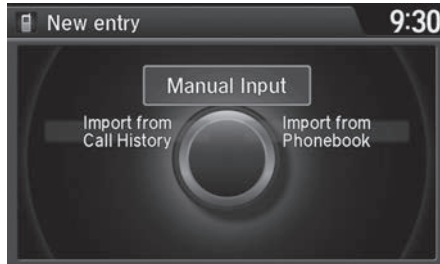 New entry
9:30
Manual Input
Import from
Call History
Import from
Phonebook